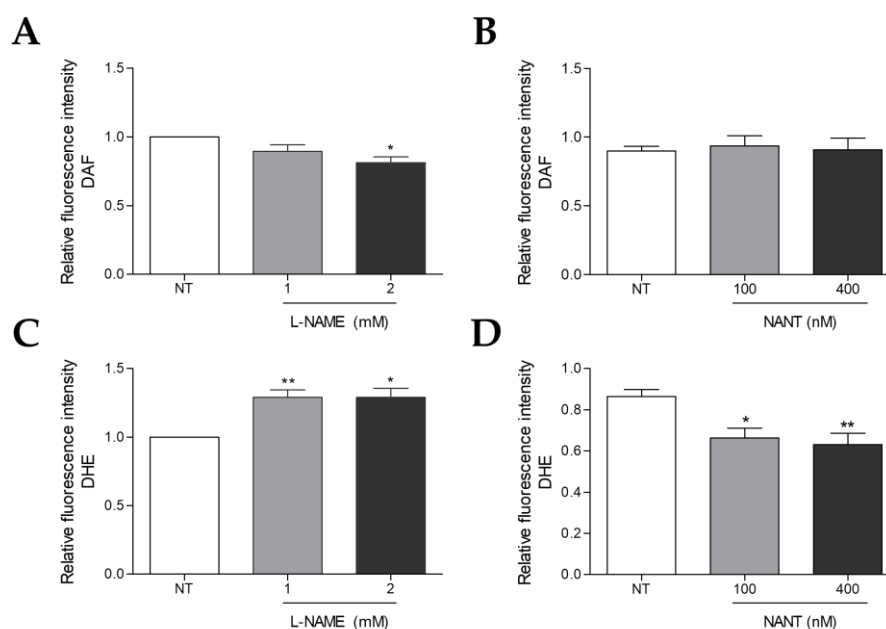 A
Relative fluorescence intensity
DAF
1.5
1.0
0.5
0.0
NT
1
2
L-NAME (mM)
*
B
Relative fluorescence intensity
DAF
1.5
1.0
0.5
0.0
NT
100
400
NANT (nM)
C
Relative fluorescence intensity
DHE
1.5
1.0
0.5
0.0
**
*
NT
1
2
L-NAME (mM)
D
Relative fluorescence intensity
DHE
1.0
0.8
0.6
0.4
0.2
0.0
*
**
NT
100
400
NANT (nM)